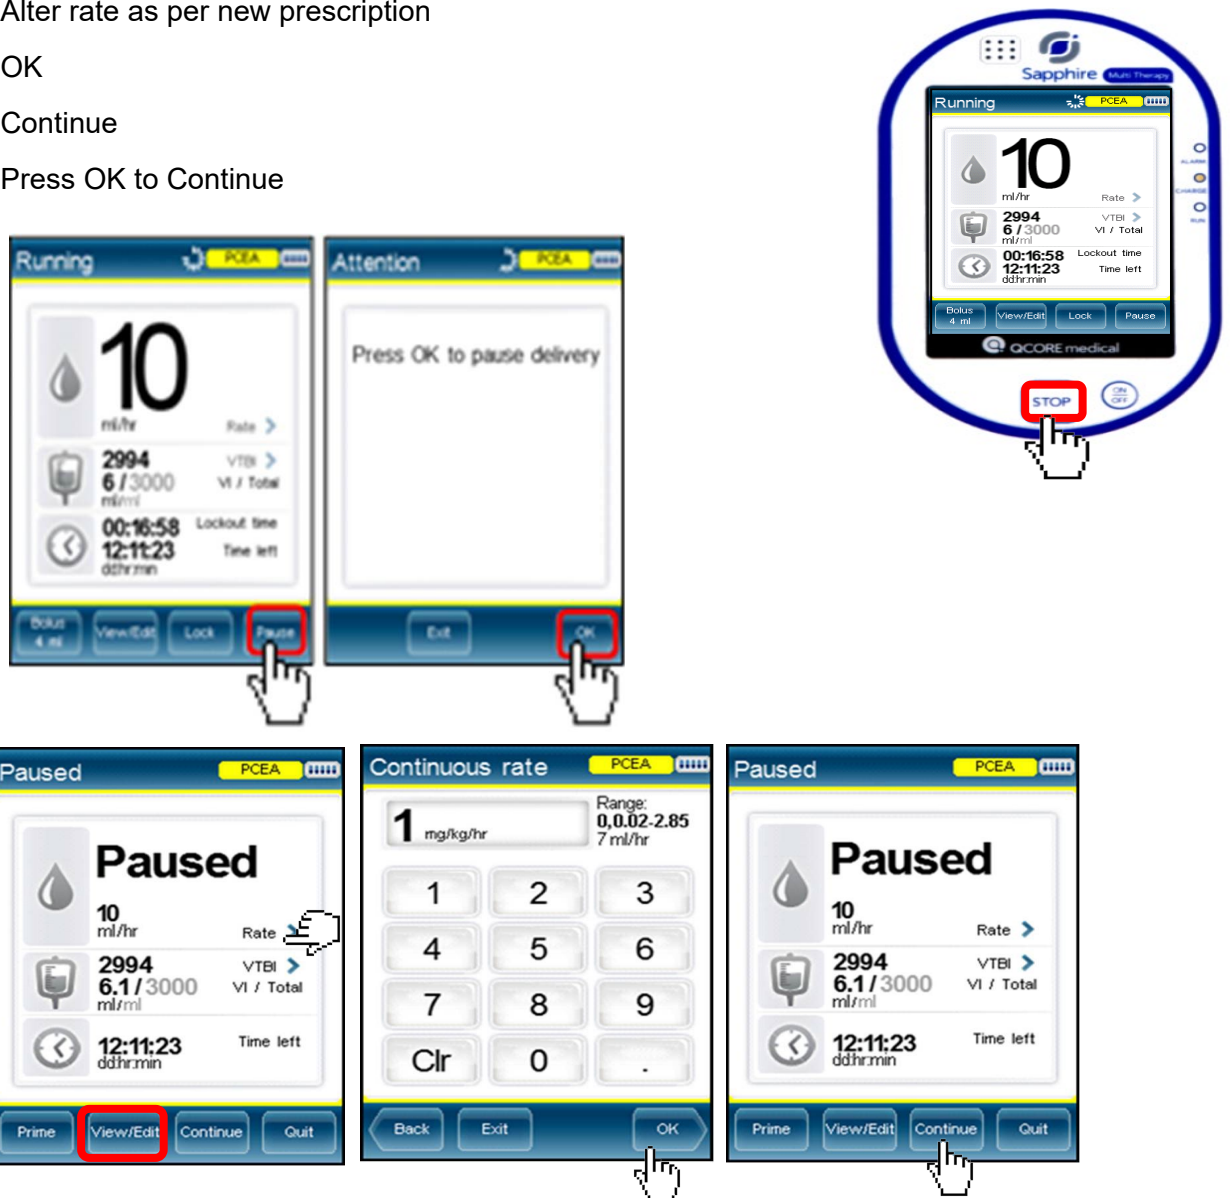 Alter rate as per new prescription
OK
Continue
Press OK to Continue
Sapphire Multi Therapy
Running PCEA
10
ml/hr Rate
2994 VTBI
6 / 3000 VI / Total
ml/ml
00:16:58 Lockout time
12:11:23 Time left
dd:hr:min
Bolus
4 ml View/Edit Lock Pause
QCORE medical
ALARM
CHARGE
RUN
STOP
ON
OFF
Running PCEA
10
ml/hr Rate
2994 VTBI
6 / 3000 VI / Total
ml/ml
00:16:58 Lockout time
12:11:23 Time left
dd:hr:min
Bolus
4 ml View/Edit Lock Pause
Attention PCEA
Press OK to pause delivery
Exit OK
Paused PCEA
Paused
10
ml/hr Rate
2994 VTBI
6.1 / 3000 VI / Total
ml/ml
12:11:23 Time left
dd:hr:min
Prime View/Edit Continue Quit
Continuous rate PCEA
1 mg/kg/hr
Range:
0,0.02-2.85
7 ml/hr
1 2 3
4 5 6
7 8 9
Clr 0 .
Back Exit OK
Paused PCEA
Paused
10
ml/hr Rate
2994 VTBI
6.1 / 3000 VI / Total
ml/ml
12:11:23 Time left
dd:hr:min
Prime View/Edit Continue Quit